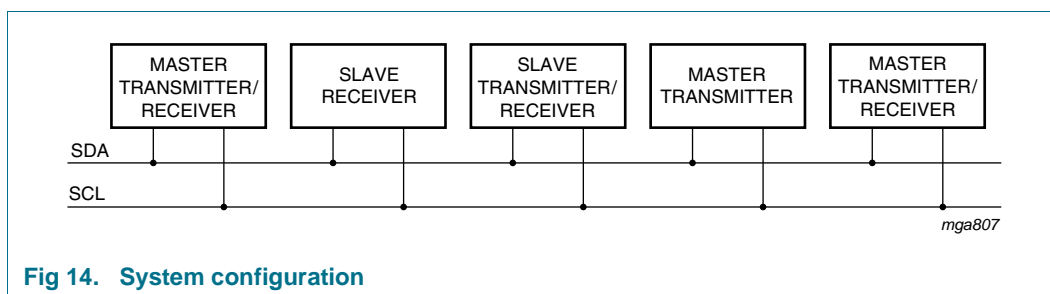 MASTER
TRANSMITTER/
RECEIVER
SLAVE
RECEIVER
SLAVE
TRANSMITTER/
RECEIVER
MASTER
TRANSMITTER
MASTER
TRANSMITTER/
RECEIVER
SDA
SCL
mga807
Fig 14. System configuration